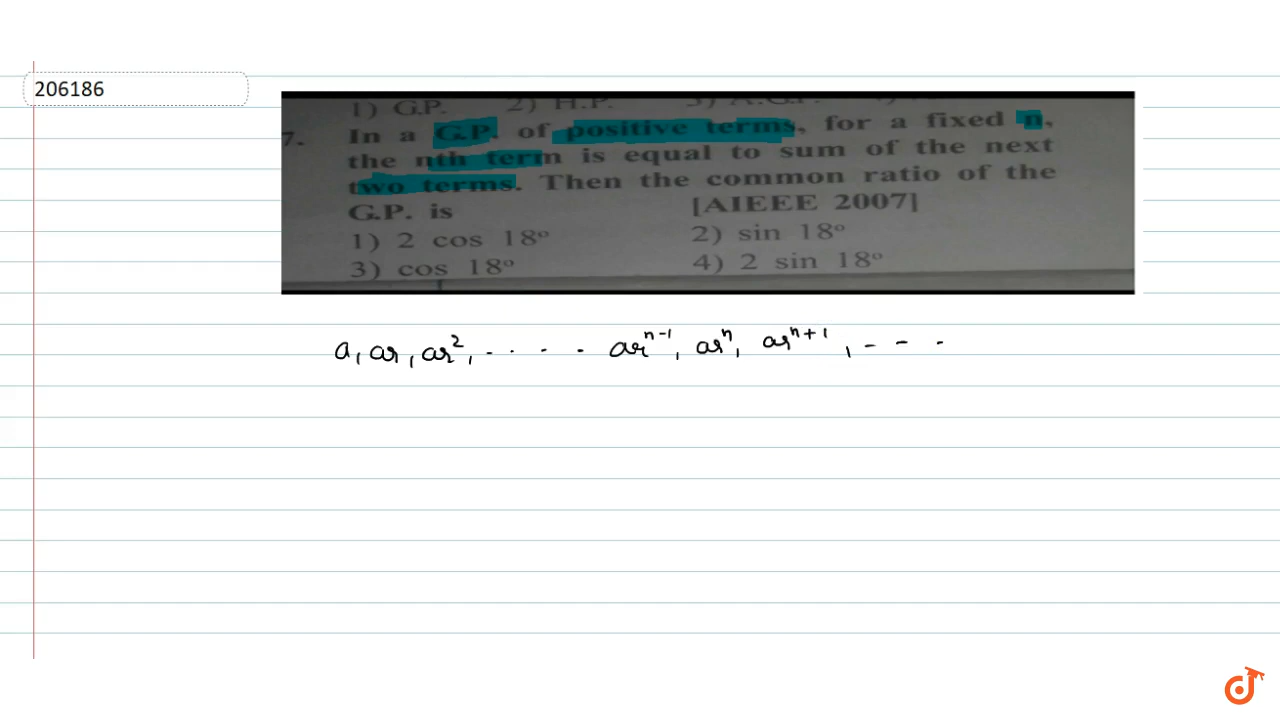 206186
1) G.P. 2) H.P. 3) A.G.P.
7. In a G.P. of positive terms, for a fixed n,
the nth term is equal to sum of the next
two terms. Then the common ratio of the
G.P. is [AIEEE 2007]
1) 2 cos 18° 2) sin 18°
3) cos 18° 4) 2 sin 18°
a, ar, ar², . . . . arⁿ⁻¹, arⁿ, arⁿ⁺¹, - - -